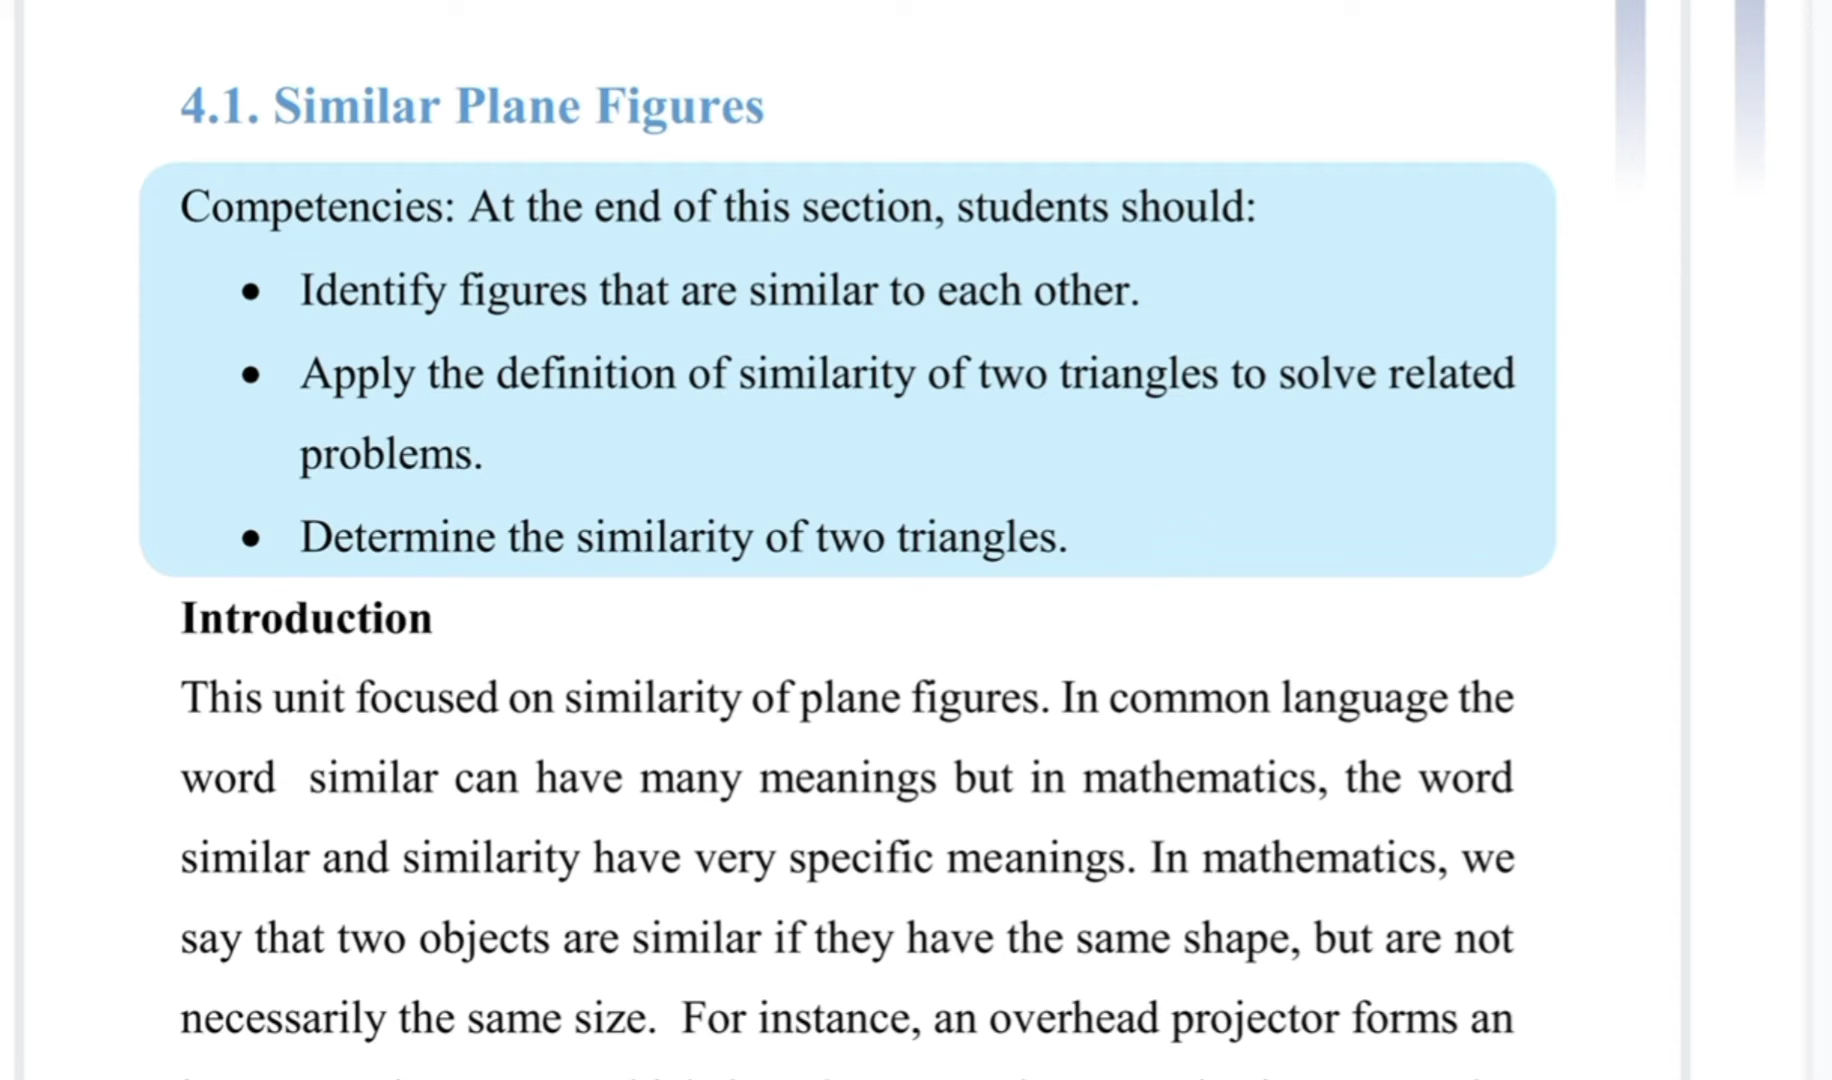 4.1. Similar Plane Figures
Competencies: At the end of this section, students should:
• Identify figures that are similar to each other.
• Apply the definition of similarity of two triangles to solve related
problems.
• Determine the similarity of two triangles.
Introduction
This unit focused on similarity of plane figures. In common language the
word similar can have many meanings but in mathematics, the word
similar and similarity have very specific meanings. In mathematics, we
say that two objects are similar if they have the same shape, but are not
necessarily the same size. For instance, an overhead projector forms an